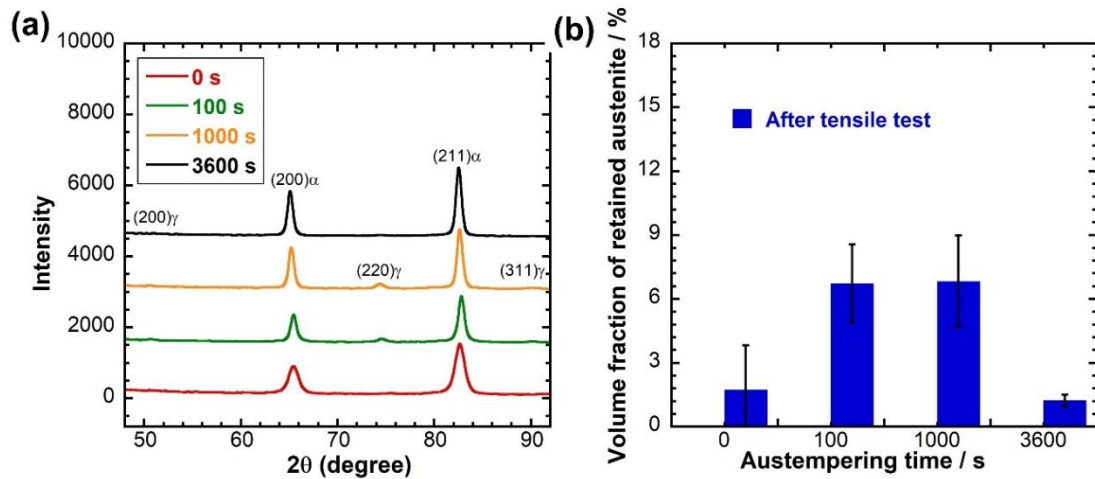 (a)
10000
8000
6000
4000
2000
0
Intensity
0 s
100 s
1000 s
3600 s
(200)γ
(200)α
(211)α
(220)γ
(311)γ
50
60
70
80
90
2θ (degree)
(b)
Volume fraction of retained austenite / %
18
15
12
9
6
3
0
After tensile test
0
100
1000
3600
Austempering time / s